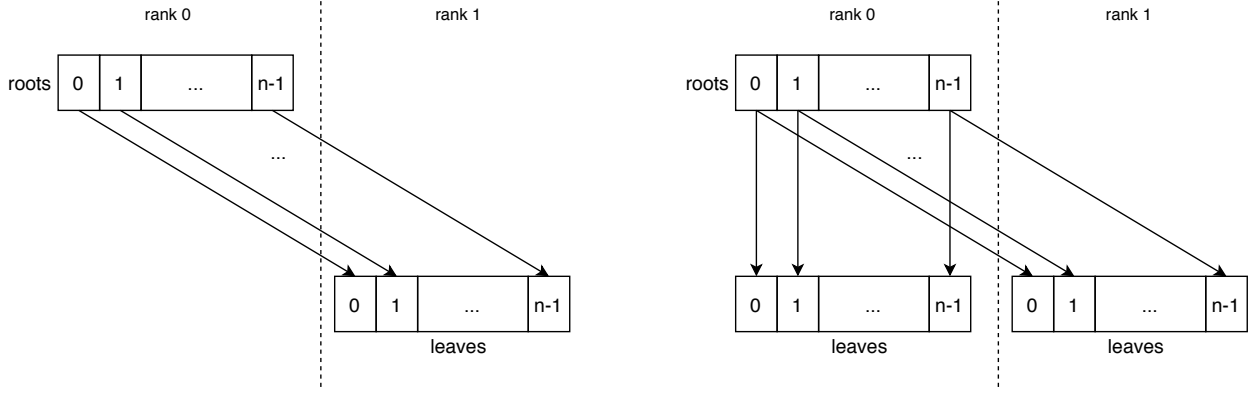 rank 0 rank 1
roots 0 1 ... n-1
...
0 1 ... n-1
leaves
rank 0 rank 1
roots 0 1 ... n-1
...
0 1 ... n-1 0 1 ... n-1
leaves leaves